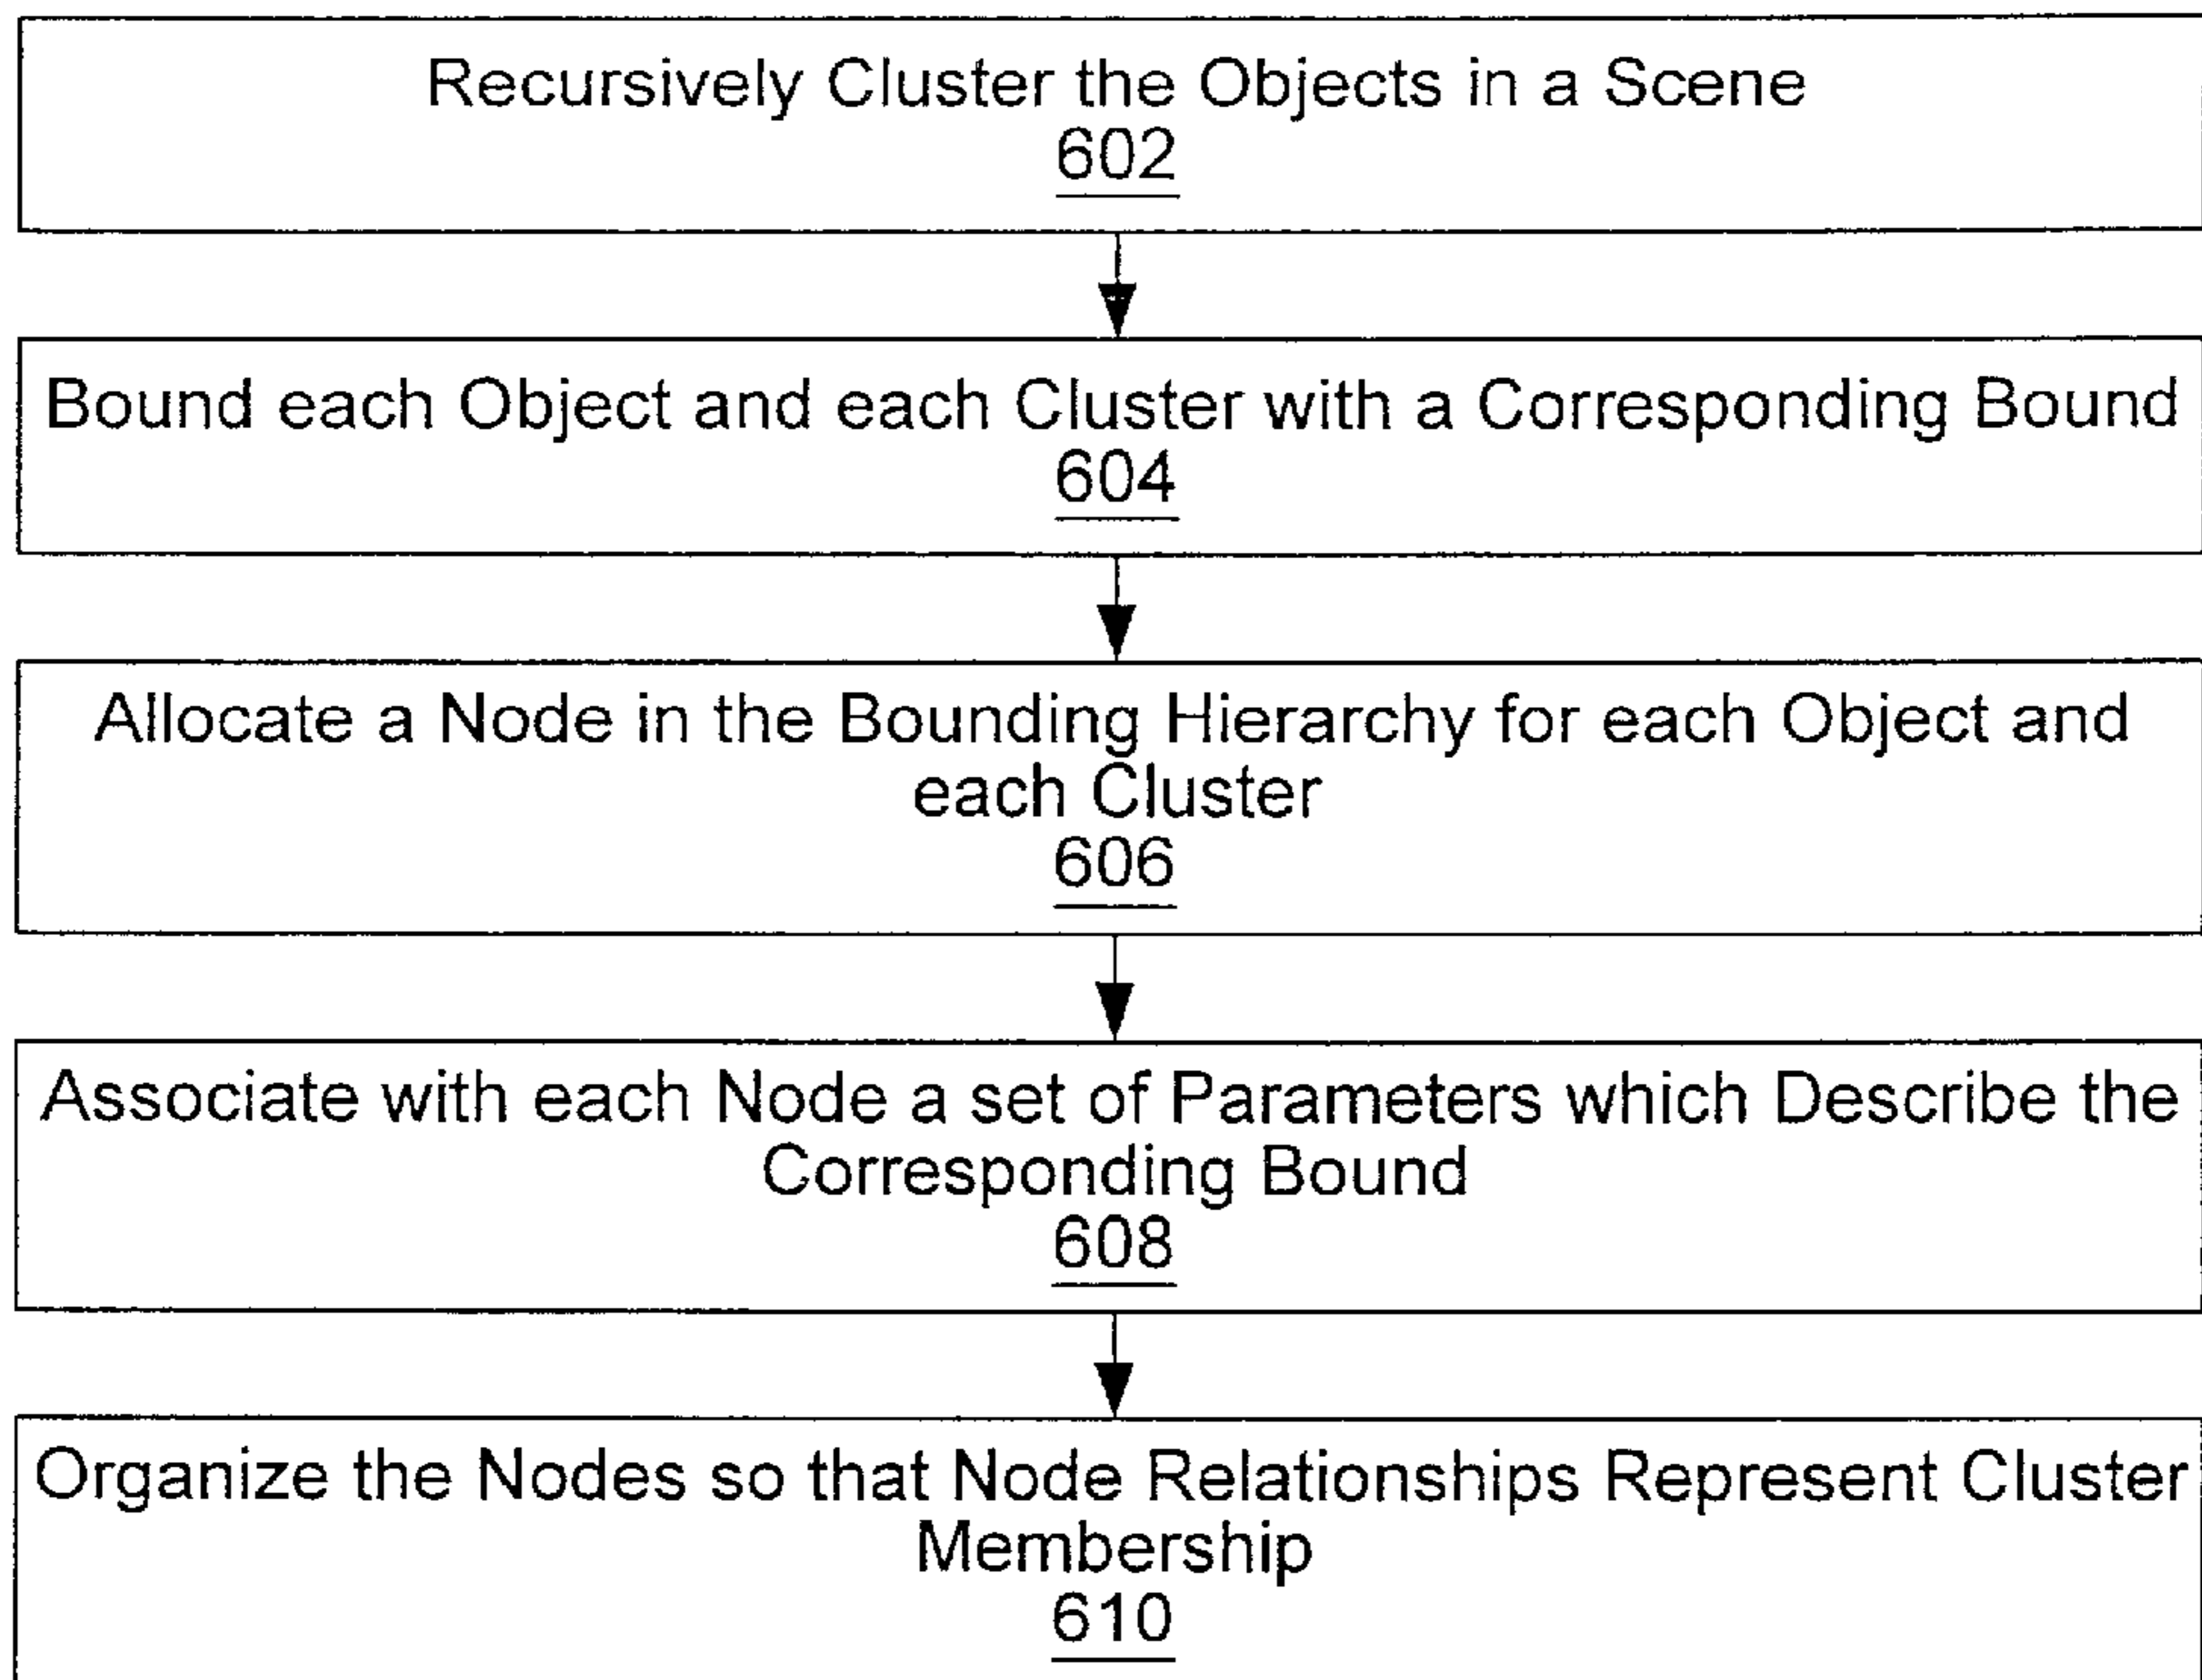 Recursively Cluster the Objects in a Scene
602
Bound each Object and each Cluster with a Corresponding Bound
604
Allocate a Node in the Bounding Hierarchy for each Object and
each Cluster
606
Associate with each Node a set of Parameters which Describe the
Corresponding Bound
608
Organize the Nodes so that Node Relationships Represent Cluster
Membership
610